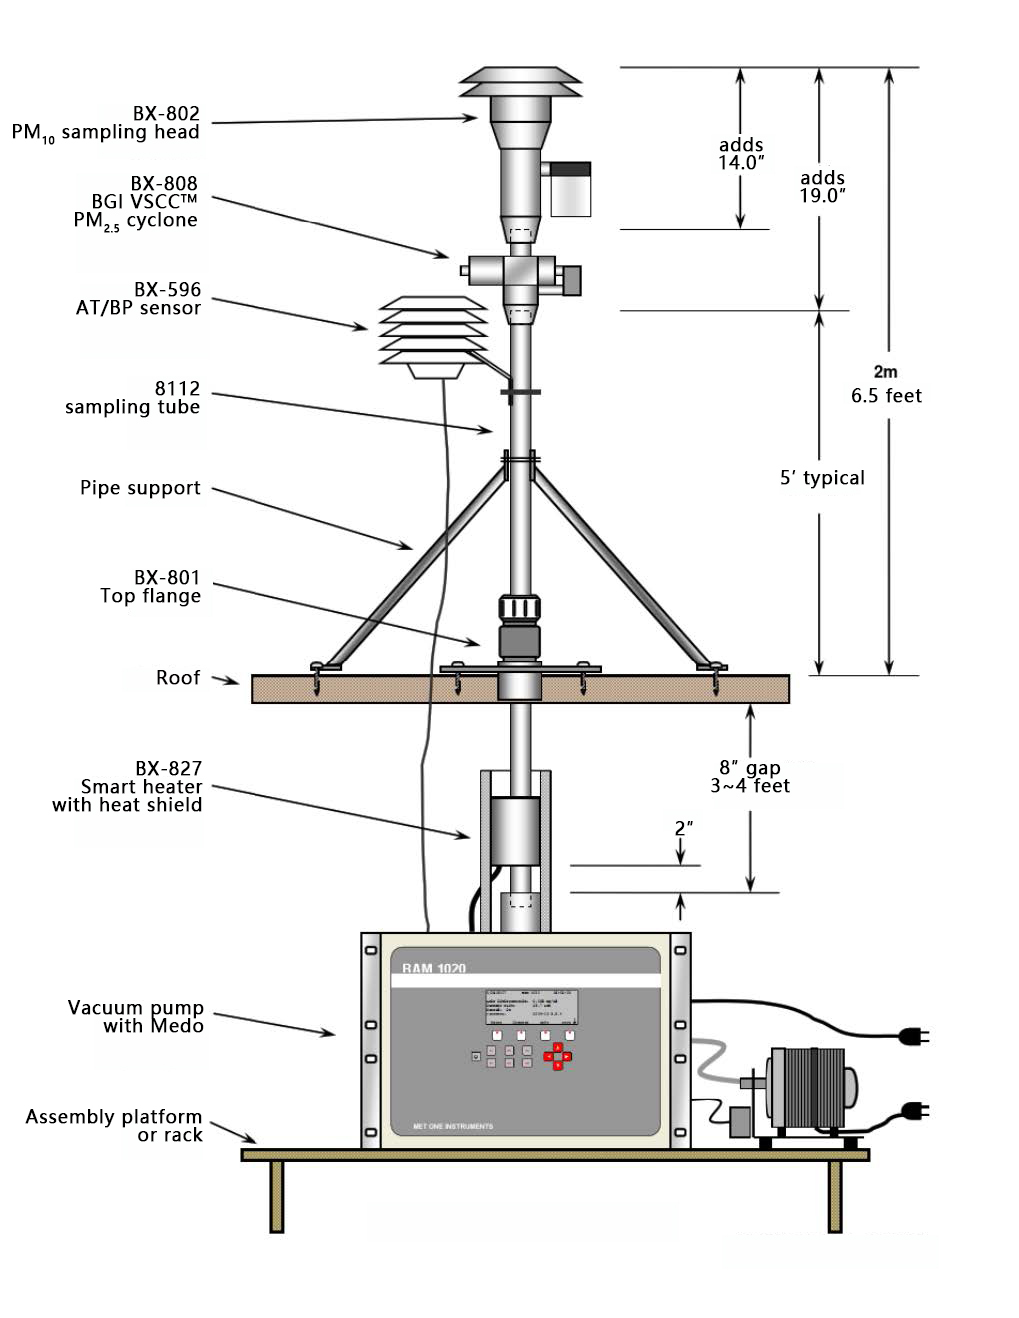 BX-802
PM10 sampling head
BX-808
BGI VSCC™
PM2.5 cyclone
BX-596
AT/BP sensor
8112
sampling tube
Pipe support
BX-801
Top flange
Roof
BX-827
Smart heater
with heat shield
Vacuum pump
with Medo
Assembly platform
or rack
adds
14.0”
adds
19.0”
2m
6.5 feet
5’ typical
8” gap
3~4 feet
2”
BAM 1020
MET ONE INSTRUMENTS